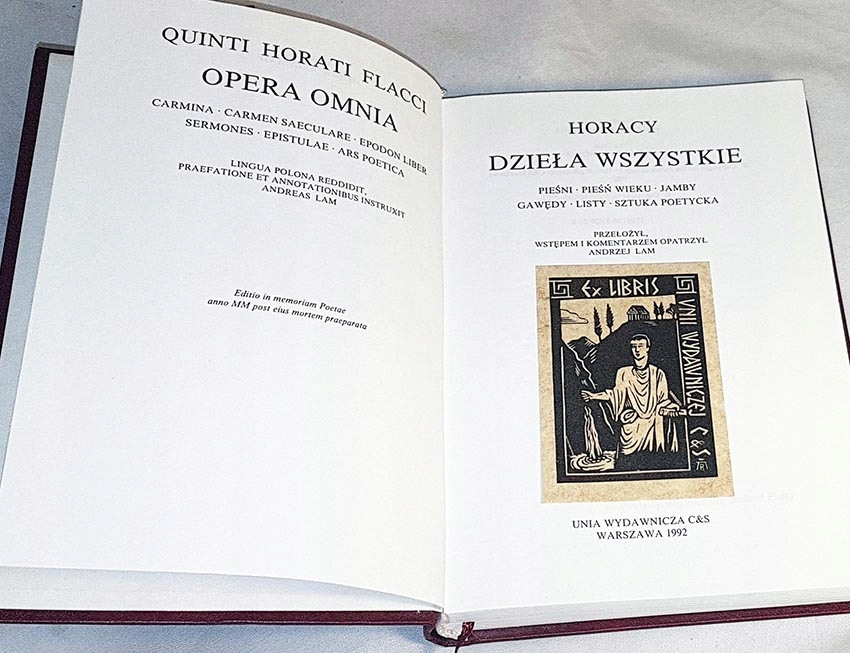 QUINTI HORATI FLACCI
OPERA OMNIA
CARMINA · CARMEN SAECULARE · EPODON LIBER
SERMONES · EPISTULAE · ARS POETICA
LINGUA POLONA REDDIDIT,
PRAEFATIONE ET ANNOTATIONIBUS INSTRUXIT
ANDREAS LAM
Editio in memoriam Poetae
anno MM post eius mortem praeparata
HORACY
DZIEŁA WSZYSTKIE
PIEŚNI · PIEŚŃ WIEKU · JAMBY
GAWĘDY · LISTY · SZTUKA POETYCKA
PRZEŁOŻYŁ,
WSTĘPEM I KOMENTARZEM OPATRZYŁ
ANDRZEJ LAM
EX LIBRIS
UNII WYDAWNICZEJ C&S
UNIA WYDAWNICZA C&S
WARSZAWA 1992